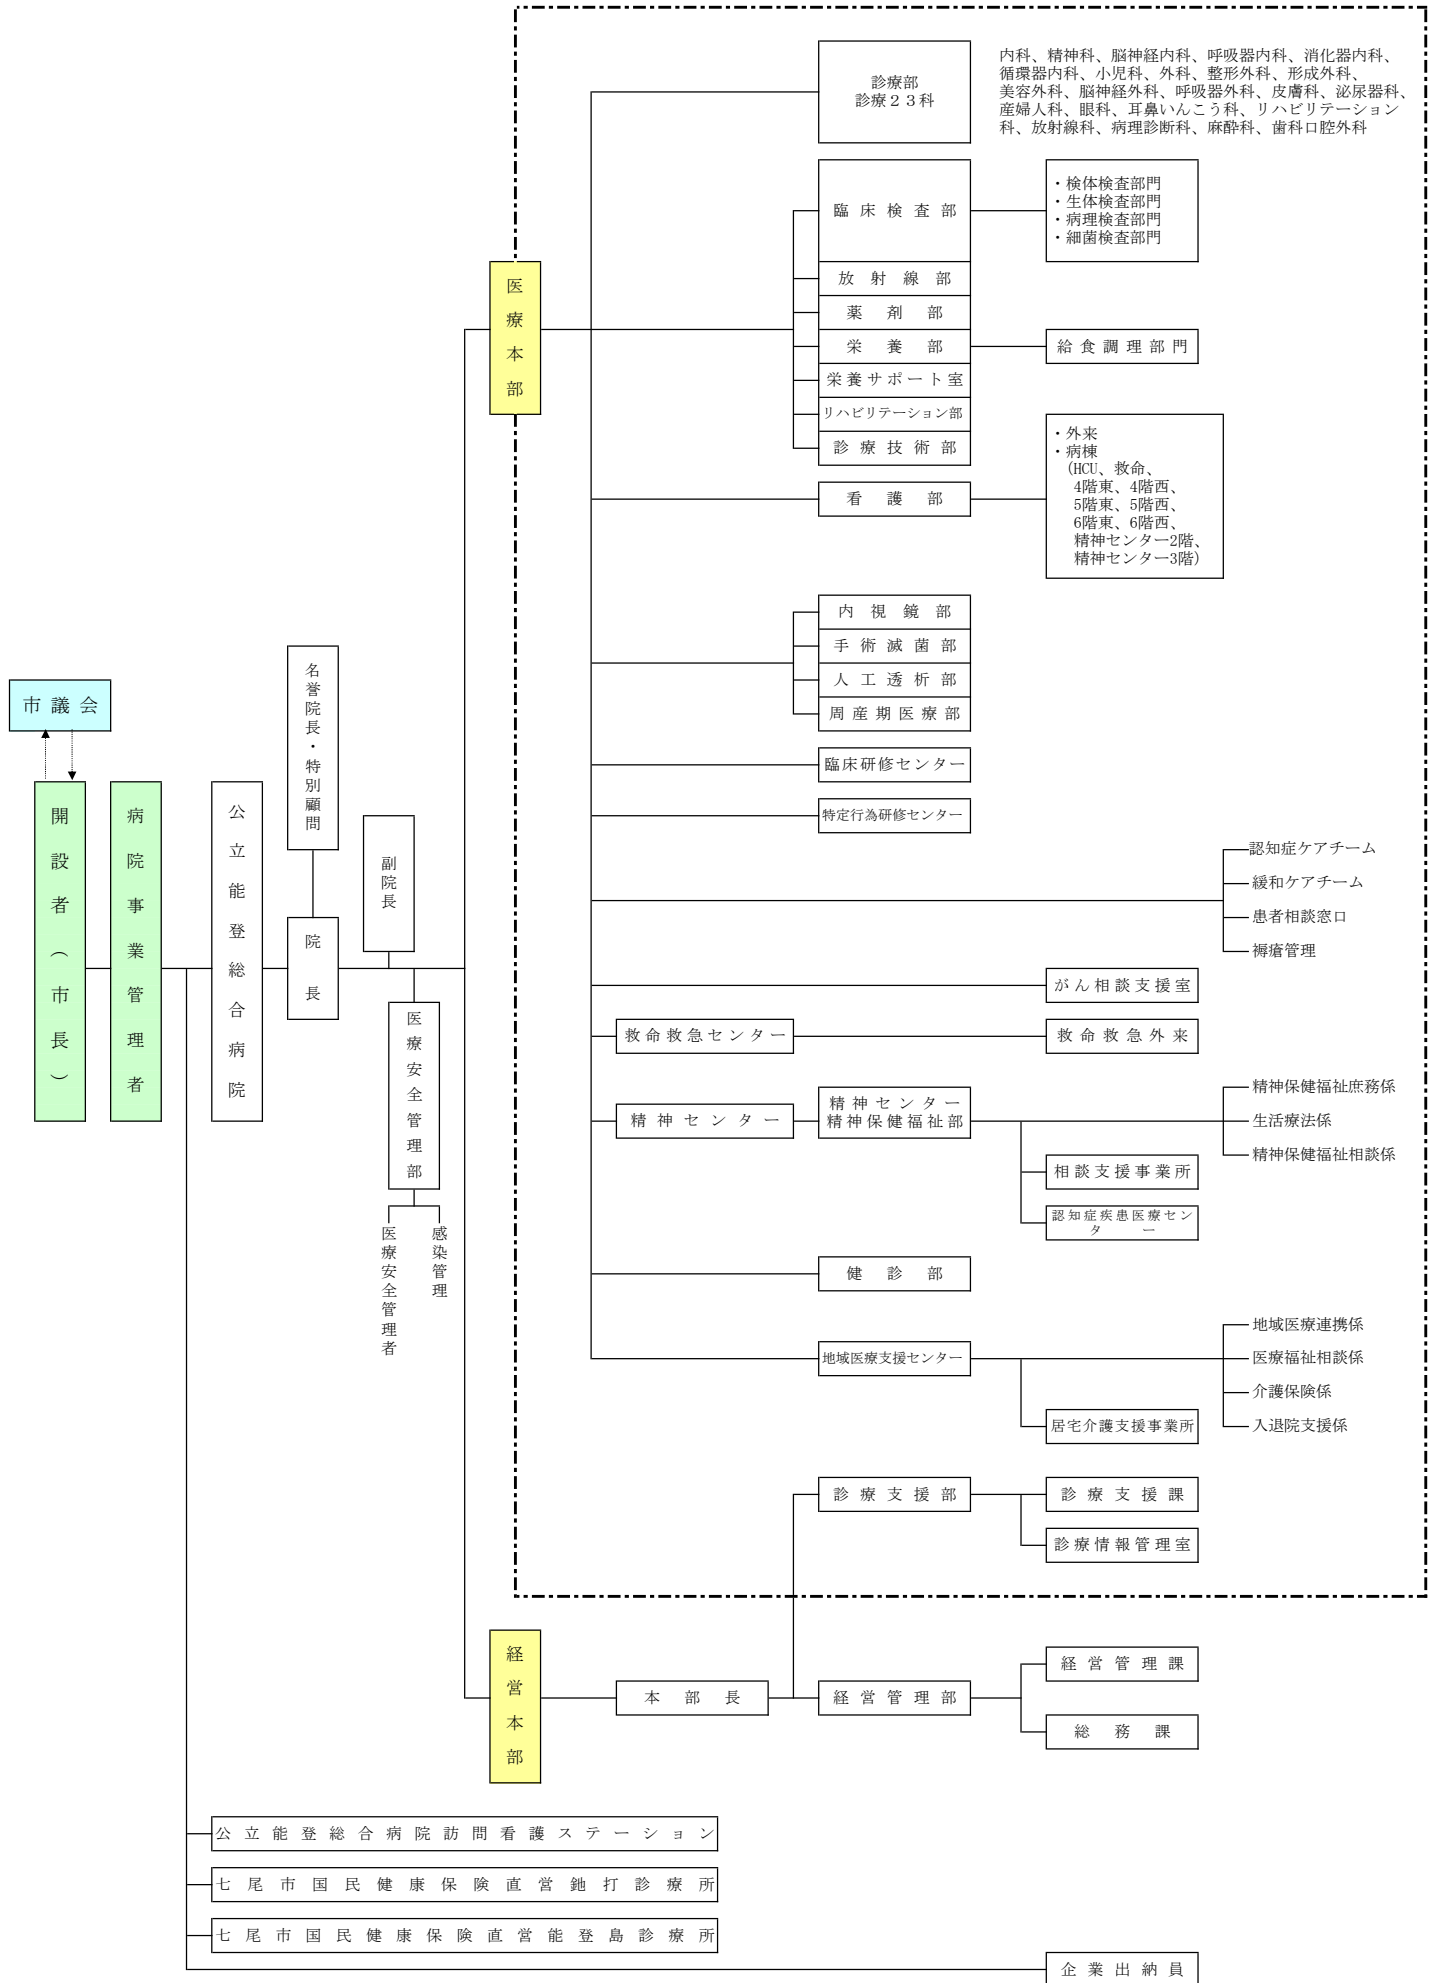 診療部
診療２３科
内科、精神科、脳神経内科、呼吸器内科、消化器内科、
循環器内科、小児科、外科、整形外科、形成外科、
美容外科、脳神経外科、呼吸器外科、皮膚科、泌尿器科、
産婦人科、眼科、耳鼻いんこう科、リハビリテーション
科、放射線科、病理診断科、麻酔科、歯科口腔外科
臨床検査部
・検体検査部門
・生体検査部門
・病理検査部門
・細菌検査部門
放射線部
薬剤部
栄養部
給食調理部門
栄養サポート室
リハビリテーション部
診療技術部
看護部
・外来
・病棟
(HCU、救命、
4階東、4階西、
5階東、5階西、
6階東、6階西、
精神センター2階、
精神センター3階)
医療本部
内視鏡部
手術滅菌部
人工透析部
周産期医療部
臨床研修センター
特定行為研修センター
認知症ケアチーム
緩和ケアチーム
患者相談窓口
褥瘡管理
がん相談支援室
救命救急センター
救命救急外来
精神センター
精神センター
精神保健福祉部
精神保健福祉庶務係
生活療法係
精神保健福祉相談係
相談支援事業所
認知症疾患医療セン
ター
健診部
地域医療支援センター
地域医療連携係
医療福祉相談係
介護保険係
入退院支援係
居宅介護支援事業所
市議会
開設者（市長）
病院事業管理者
公立能登総合病院
名誉院長・特別顧問
院長
副院長
医療安全管理部
医療安全管理者
感染管理
診療支援部
診療支援課
診療情報管理室
経営本部
本部長
経営管理部
経営管理課
総務課
公立能登総合病院訪問看護ステーション
七尾市国民健康保険直営釶打診療所
七尾市国民健康保険直営能登島診療所
企業出納員